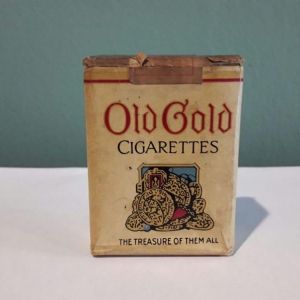 Old Gold
CIGARETTES
THE TREASURE OF THEM ALL